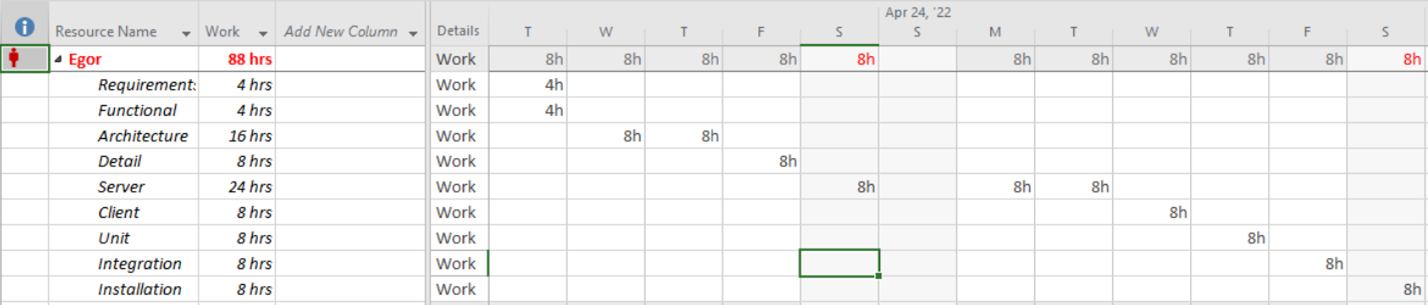 Apr 24, '22
Resource Name Work Add New Column Details T W T F S S M T W T F S
Egor 88 hrs Work 8h 8h 8h 8h 8h 8h 8h 8h 8h 8h 8h
Requirements 4 hrs Work 4h
Functional 4 hrs Work 4h
Architecture 16 hrs Work 8h 8h
Detail 8 hrs Work 8h
Server 24 hrs Work 8h 8h 8h
Client 8 hrs Work 8h
Unit 8 hrs Work 8h
Integration 8 hrs Work 8h
Installation 8 hrs Work 8h